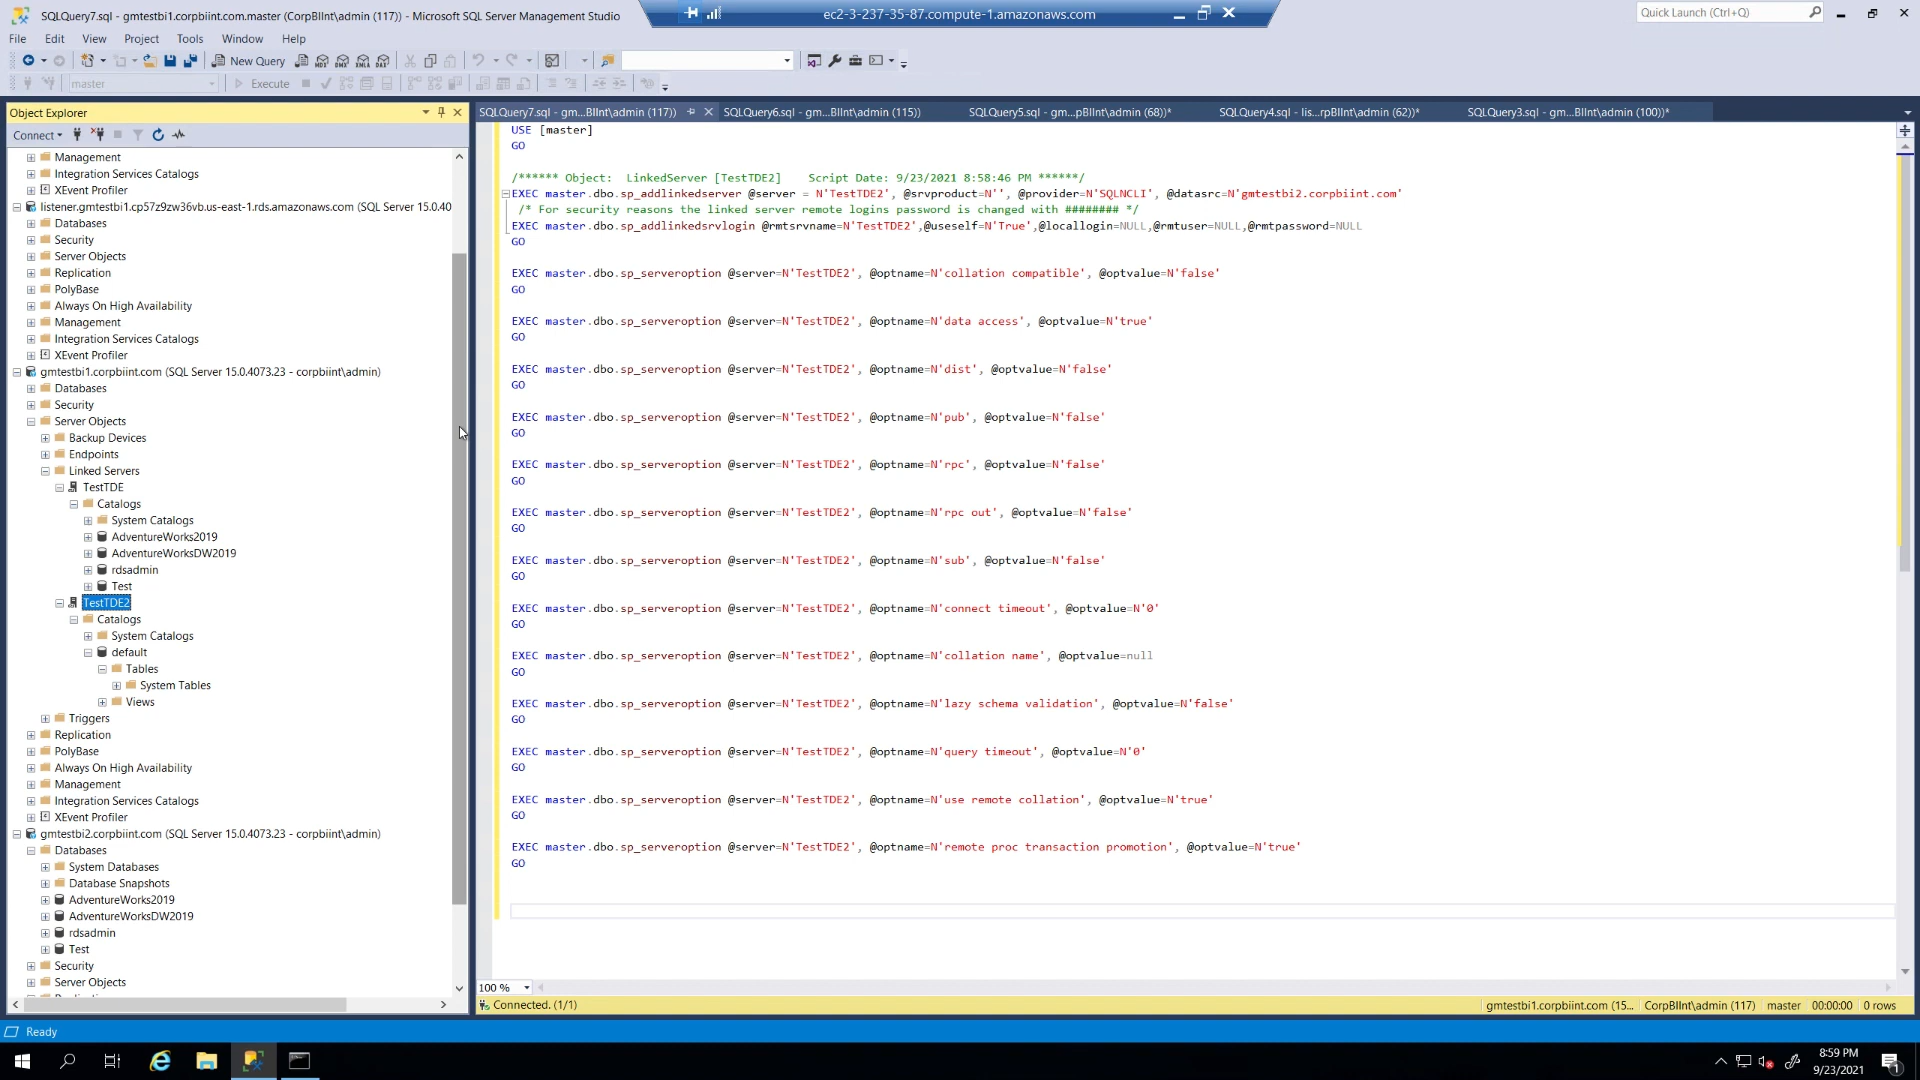 SQLQuery7.sql - gmtestbi1.corpbiint.com.master (CorpBIInt\admin (117)) - Microsoft SQL Server Management Studio
ec2-3-237-35-87.compute-1.amazonaws.com
Quick Launch (Ctrl+Q)
File Edit View Project Tools Window Help
New Query
master
Execute
Object Explorer
SQLQuery7.sql - gm...BIInt\admin (117))
SQLQuery6.sql - gm...BIInt\admin (115))
SQLQuery5.sql - gm...pBIInt\admin (68))*
SQLQuery4.sql - lis...rpBIInt\admin (62))*
SQLQuery3.sql - gm...BIInt\admin (100))*
Connect
Management
Integration Services Catalogs
XEvent Profiler
listener.gmtestbi1.cp57z9zw36vb.us-east-1.rds.amazonaws.com (SQL Server 15.0.40
Databases
Security
Server Objects
Replication
PolyBase
Always On High Availability
Management
Integration Services Catalogs
XEvent Profiler
gmtestbi1.corpbiint.com (SQL Server 15.0.4073.23 - corpbiint\admin)
Databases
Security
Server Objects
Backup Devices
Endpoints
Linked Servers
TestTDE
Catalogs
System Catalogs
AdventureWorks2019
AdventureWorksDW2019
rdsadmin
Test
TestTDE2
Catalogs
System Catalogs
default
Tables
System Tables
Views
Triggers
Replication
PolyBase
Always On High Availability
Management
Integration Services Catalogs
XEvent Profiler
gmtestbi2.corpbiint.com (SQL Server 15.0.4073.23 - corpbiint\admin)
Databases
System Databases
Database Snapshots
AdventureWorks2019
AdventureWorksDW2019
rdsadmin
Test
Security
Server Objects
USE [master]
GO
/****** Object:  LinkedServer [TestTDE2]    Script Date: 9/23/2021 8:58:46 PM ******/
EXEC master.dbo.sp_addlinkedserver @server = N'TestTDE2', @srvproduct=N'', @provider=N'SQLNCLI', @datasrc=N'gmtestbi2.corpbiint.com'
/* For security reasons the linked server remote logins password is changed with ######## */
EXEC master.dbo.sp_addlinkedsrvlogin @rmtsrvname=N'TestTDE2',@useself=N'True',@locallogin=NULL,@rmtuser=NULL,@rmtpassword=NULL
GO
EXEC master.dbo.sp_serveroption @server=N'TestTDE2', @optname=N'collation compatible', @optvalue=N'false'
GO
EXEC master.dbo.sp_serveroption @server=N'TestTDE2', @optname=N'data access', @optvalue=N'true'
GO
EXEC master.dbo.sp_serveroption @server=N'TestTDE2', @optname=N'dist', @optvalue=N'false'
GO
EXEC master.dbo.sp_serveroption @server=N'TestTDE2', @optname=N'pub', @optvalue=N'false'
GO
EXEC master.dbo.sp_serveroption @server=N'TestTDE2', @optname=N'rpc', @optvalue=N'false'
GO
EXEC master.dbo.sp_serveroption @server=N'TestTDE2', @optname=N'rpc out', @optvalue=N'false'
GO
EXEC master.dbo.sp_serveroption @server=N'TestTDE2', @optname=N'sub', @optvalue=N'false'
GO
EXEC master.dbo.sp_serveroption @server=N'TestTDE2', @optname=N'connect timeout', @optvalue=N'0'
GO
EXEC master.dbo.sp_serveroption @server=N'TestTDE2', @optname=N'collation name', @optvalue=null
GO
EXEC master.dbo.sp_serveroption @server=N'TestTDE2', @optname=N'lazy schema validation', @optvalue=N'false'
GO
EXEC master.dbo.sp_serveroption @server=N'TestTDE2', @optname=N'query timeout', @optvalue=N'0'
GO
EXEC master.dbo.sp_serveroption @server=N'TestTDE2', @optname=N'use remote collation', @optvalue=N'true'
GO
EXEC master.dbo.sp_serveroption @server=N'TestTDE2', @optname=N'remote proc transaction promotion', @optvalue=N'true'
GO
100 %
Connected. (1/1)
gmtestbi1.corpbiint.com (15... CorpBIInt\admin (117) master 00:00:00 0 rows
Ready
8:59 PM
9/23/2021
1